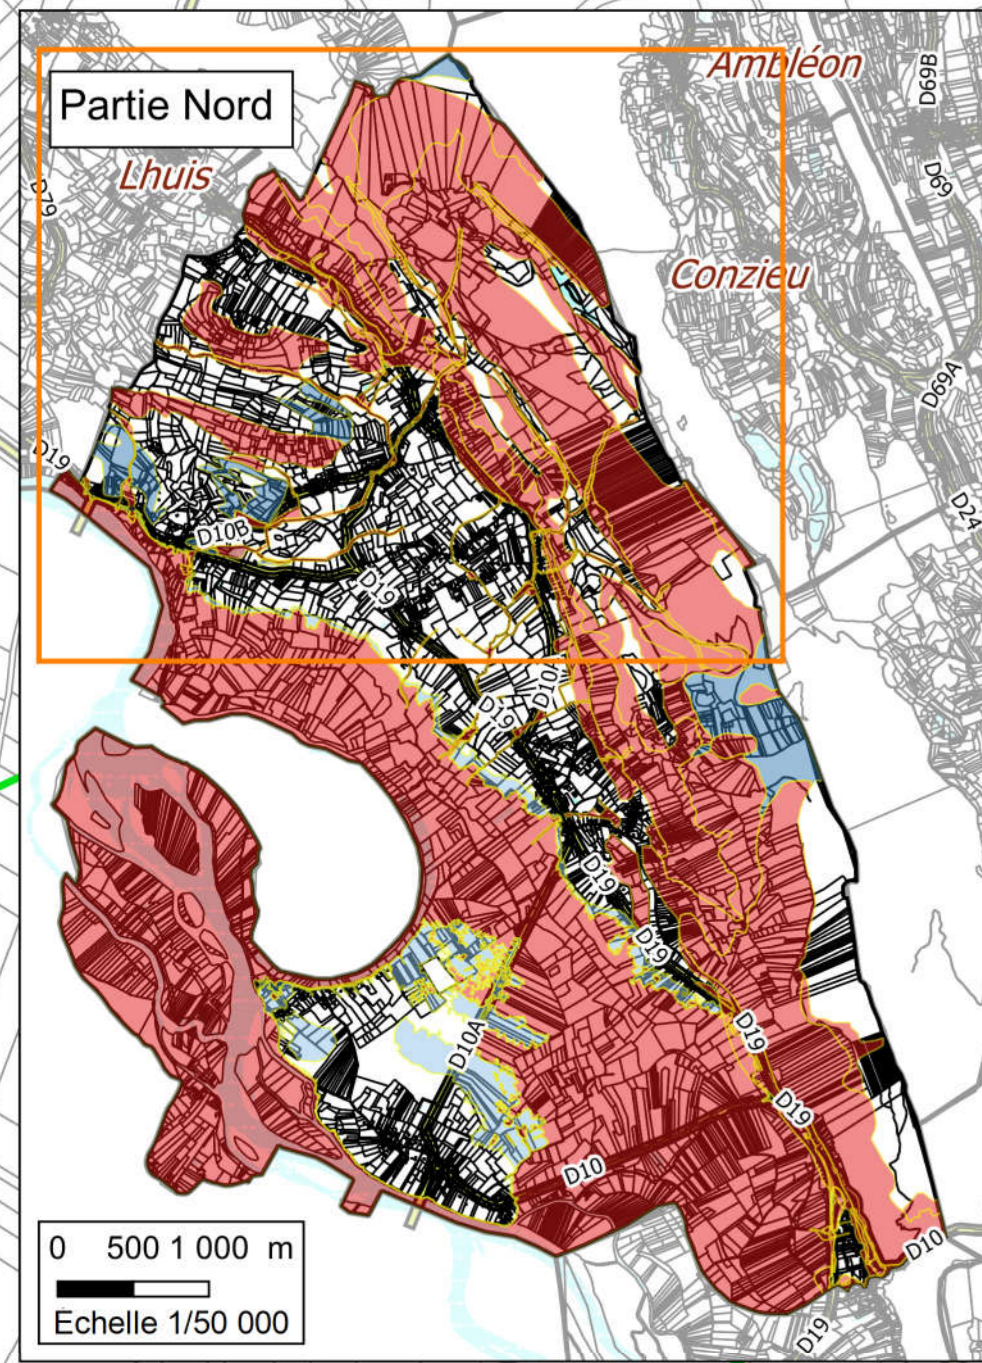 Ambléon
D69B
Partie Nord
Lhuis
D79
D69
Conzieu
D69A
D19
D10B
D24
D19
D10A
D19
D19
D19
D10A
D19
D19
D10
D10
D19
0 500 1 000 m
Echelle 1/50 000